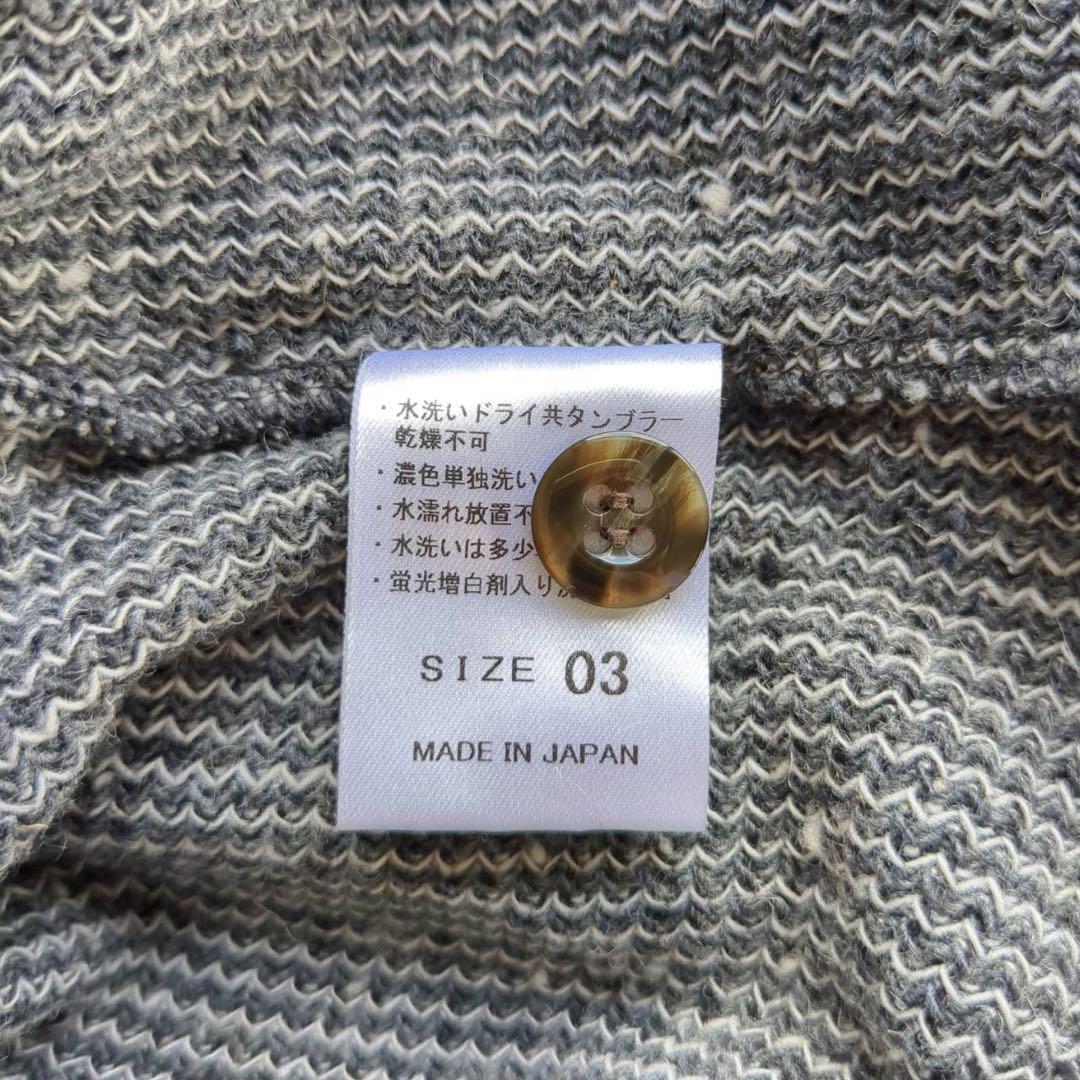 ・水洗いドライ共タンブラー
乾燥不可
・濃色単独洗い
・水濡れ放置不
・水洗いは多少
・蛍光増白剤入り
SIZE 03
MADE IN JAPAN